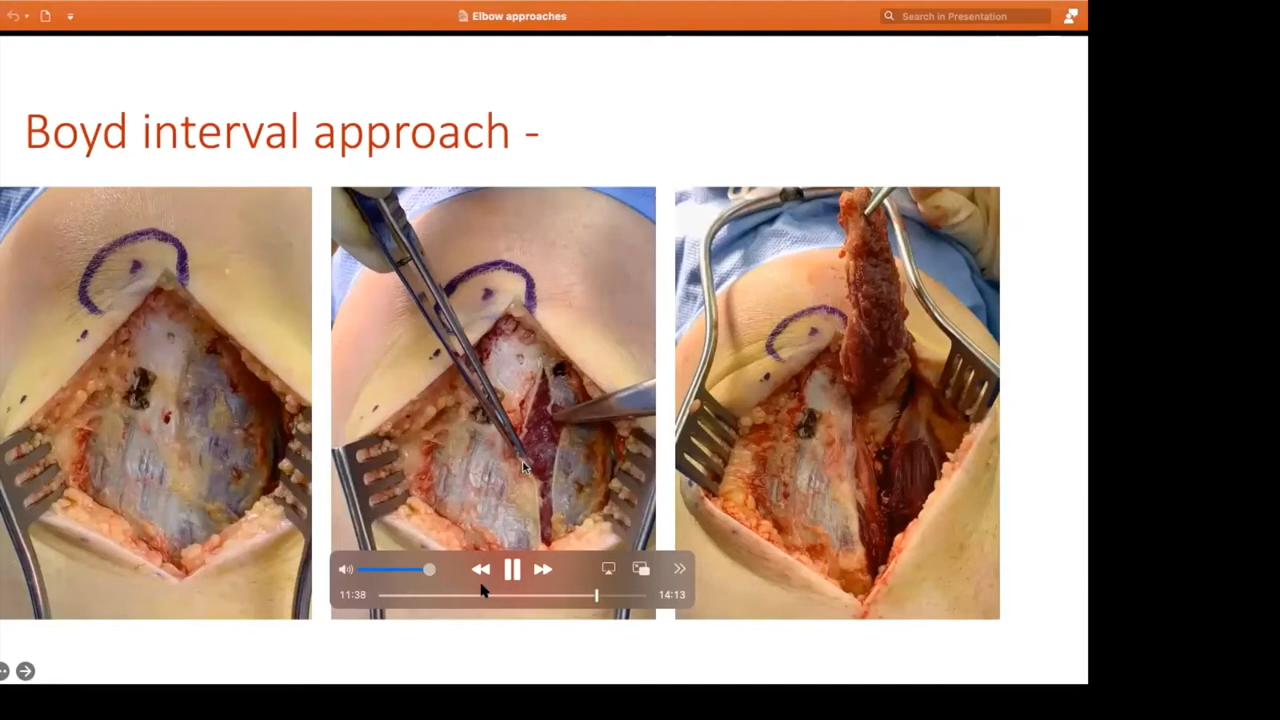 Elbow approaches
Search in Presentation
Boyd interval approach -
11:38
14:13